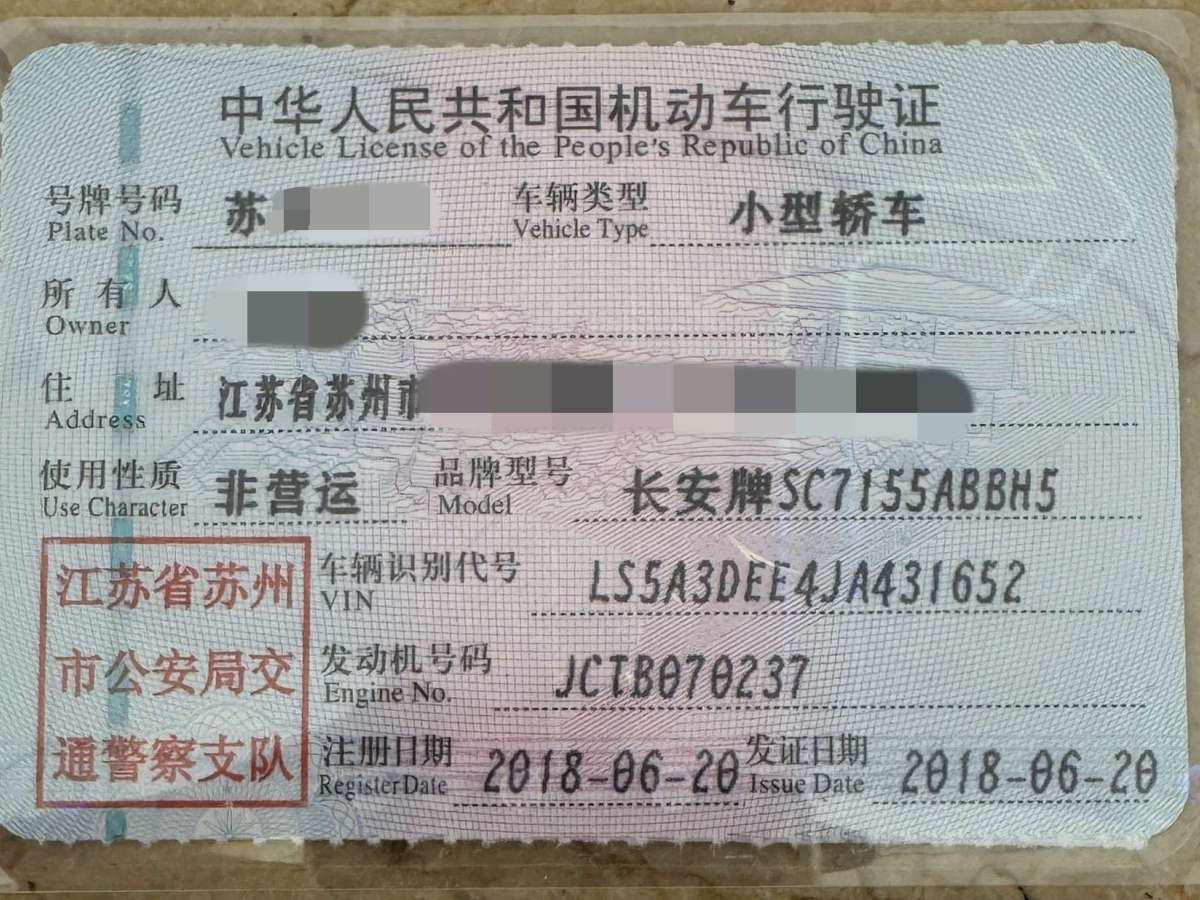 中华人民共和国机动车行驶证
Vehicle License of the People's Republic of China
号牌号码 苏 车辆类型 小型轿车
Plate No. Vehicle Type
所有人
Owner
住址 江苏省苏州市
Address
使用性质 非营运 品牌型号 长安牌SC7155ABBH5
Use Character Model
江苏省苏州 车辆识别代号 LS5A3DEE4JA431652
VIN
市公安局交 发动机号码 JCTB070237
Engine No.
通警察支队 注册日期 2018-06-20 发证日期 2018-06-20
Register Date Issue Date